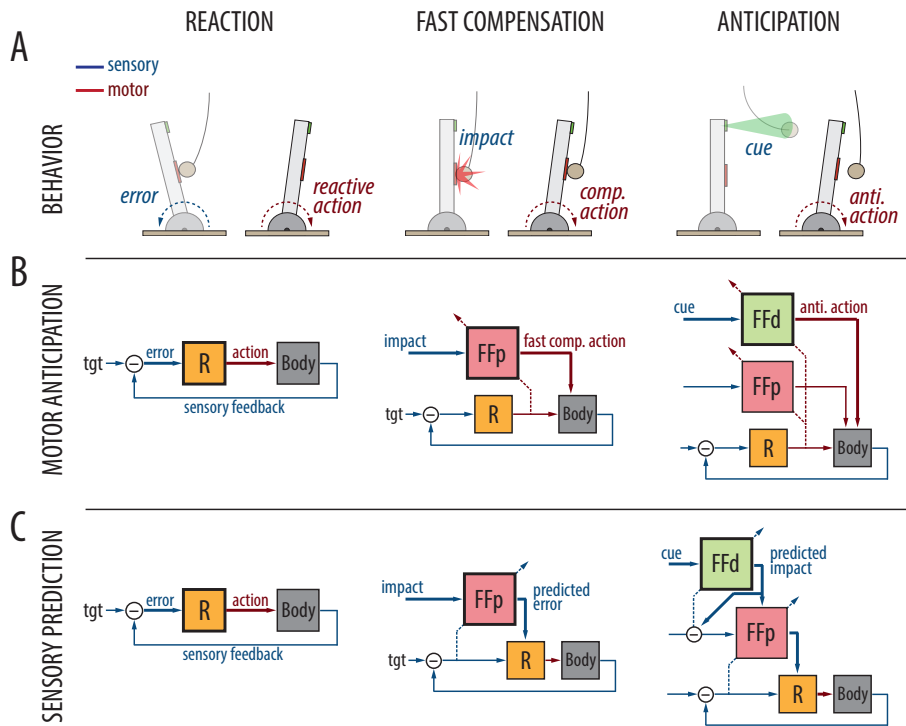 REACTION
FAST COMPENSATION
ANTICIPATION
A
sensory
motor
BEHAVIOR
error
reactive
action
impact
comp.
action
cue
anti.
action
B
MOTOR ANTICIPATION
tgt
−
error
R
action
Body
sensory feedback
impact
FFp
fast comp. action
tgt
−
R
Body
cue
FFd
anti. action
FFp
−
R
Body
C
SENSORY PREDICTION
tgt
−
error
R
action
Body
sensory feedback
impact
FFp
predicted
error
tgt
−
R
Body
cue
FFd
predicted
impact
−
FFp
−
R
Body